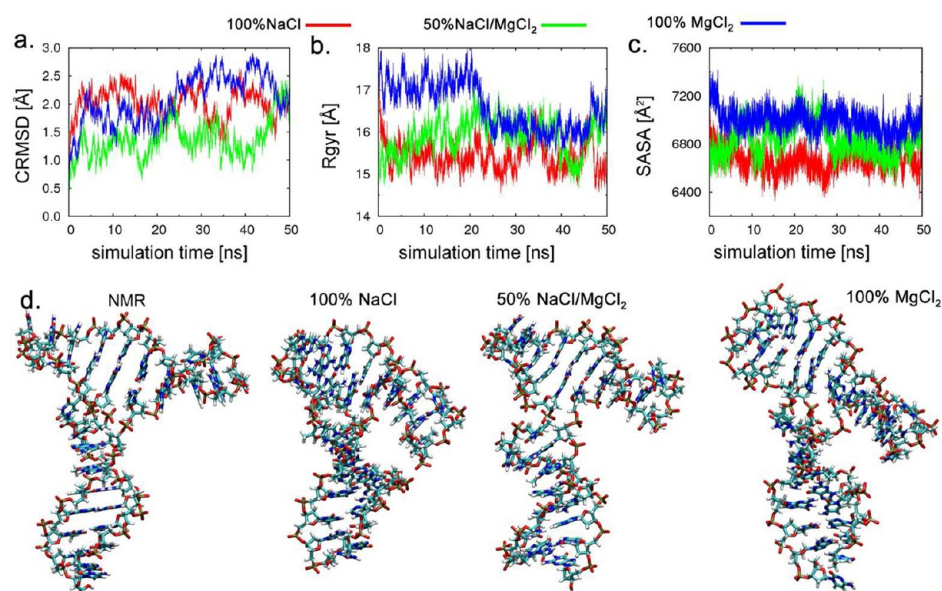 100%NaCl 50%NaCl/MgCl₂ 100% MgCl₂
a. b. c.
CRMSD [Å]
3.0
2.5
2.0
1.5
1.0
0.5
0.0
0 10 20 30 40 50
simulation time [ns]
Rgyr [Å]
18
17
16
15
14
0 10 20 30 40 50
simulation time [ns]
SASA [Å²]
7600
7200
6800
6400
0 10 20 30 40 50
simulation time [ns]
d. NMR 100% NaCl 50% NaCl/MgCl₂ 100% MgCl₂